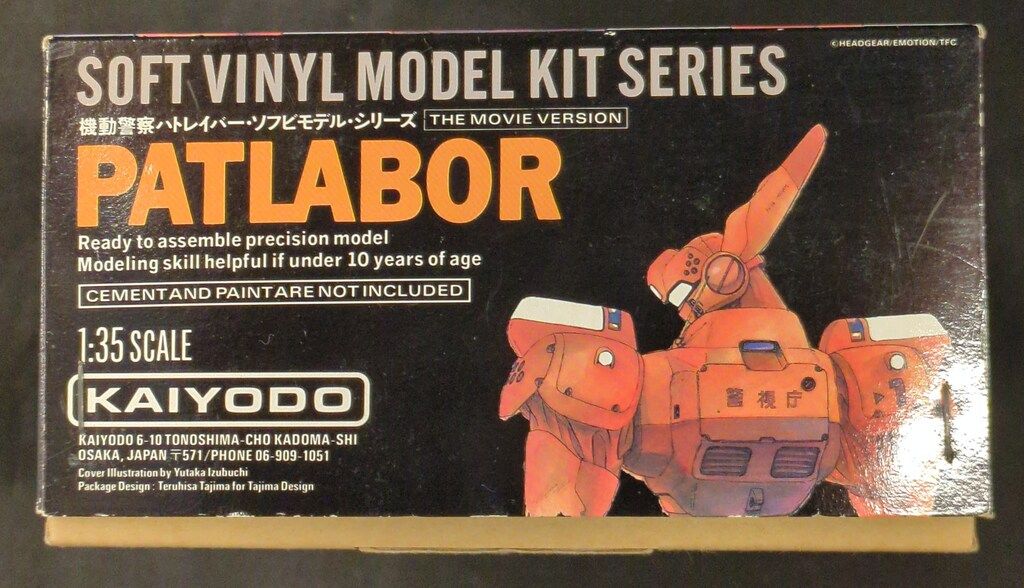 ©HEADGEAR/EMOTION/TFC
SOFT VINYL MODEL KIT SERIES
機動警察パトレイバー・ソフビモデル・シリーズ THE MOVIE VERSION
PATLABOR
Ready to assemble precision model
Modeling skill helpful if under 10 years of age
CEMENT AND PAINT ARE NOT INCLUDED
1:35 SCALE
KAIYODO
KAIYODO 6-10 TONOSHIMA-CHO KADOMA-SHI
OSAKA, JAPAN 〒571/PHONE 06-909-1051
Cover Illustration by Yutaka Izubuchi
Package Design : Teruhisa Tajima for Tajima Design
警視庁